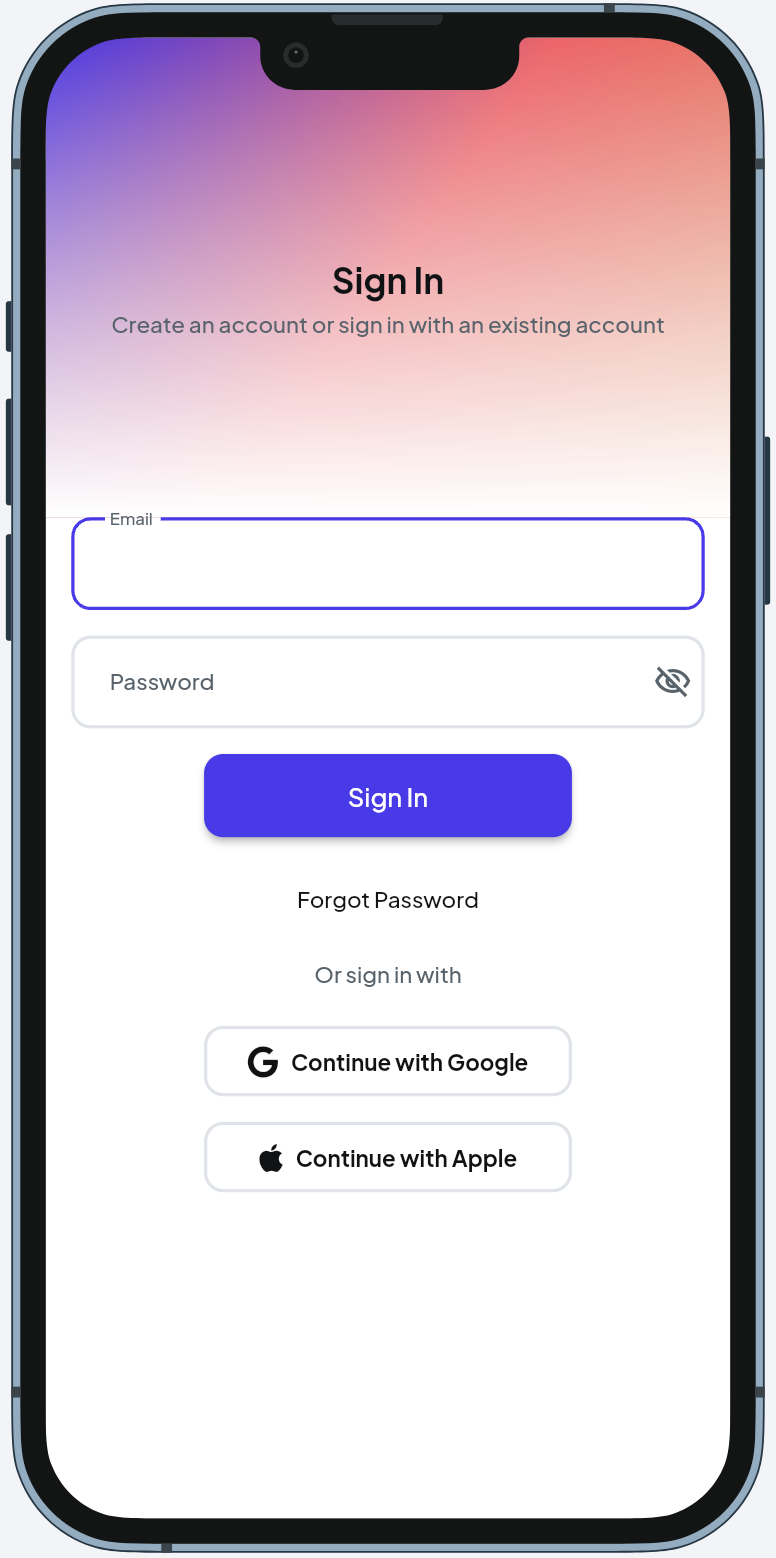 Sign In
Create an account or sign in with an existing account
Email
Password
Sign In
Forgot Password
Or sign in with
Continue with Google
Continue with Apple